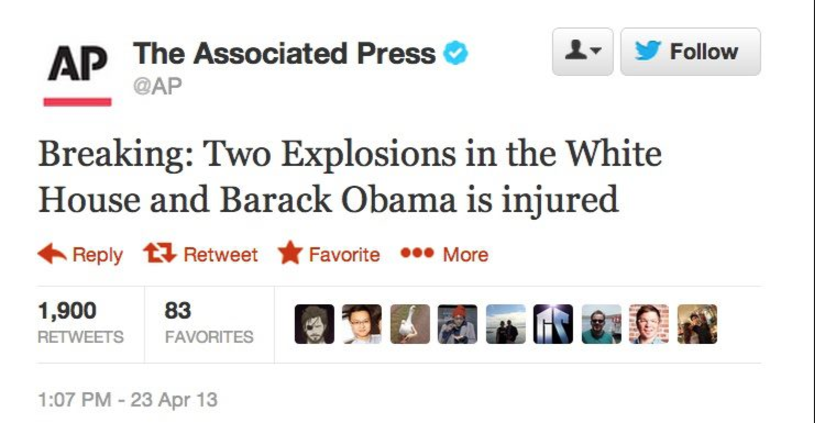 AP The Associated Press
@AP
Follow
Breaking: Two Explosions in the White
House and Barack Obama is injured
Reply Retweet Favorite More
1,900 83
RETWEETS FAVORITES
1:07 PM - 23 Apr 13